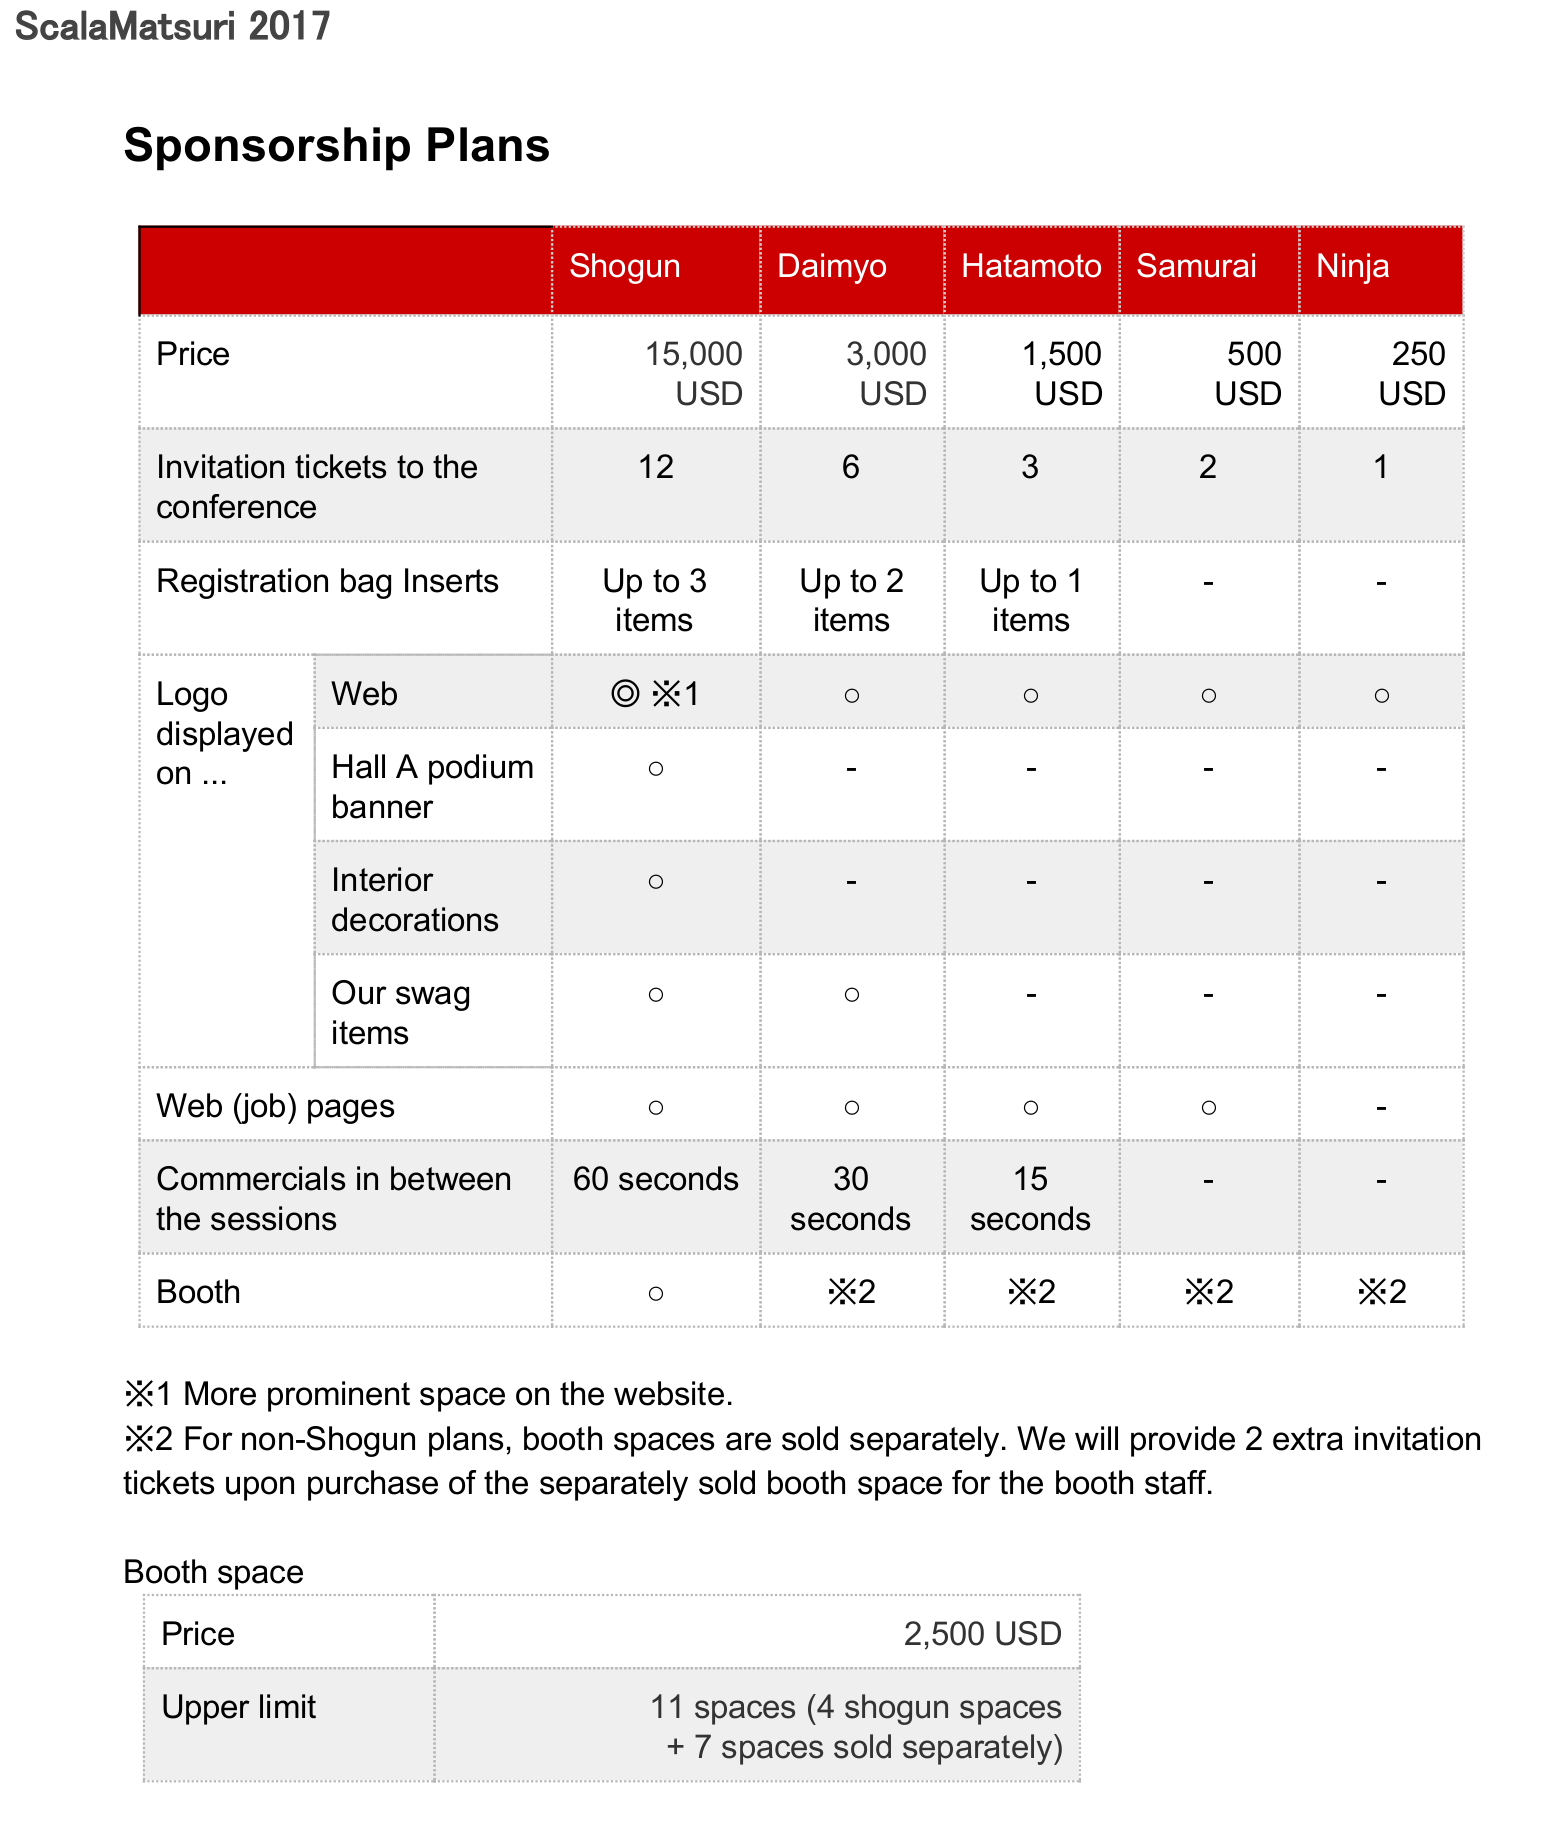 ScalaMatsuri 2017
Sponsorship Plans
Shogun Daimyo Hatamoto Samurai Ninja
Price 15,000 USD 3,000 USD 1,500 USD 500 USD 250 USD
Invitation tickets to the conference 12 6 3 2 1
Registration bag Inserts Up to 3 items Up to 2 items Up to 1 items - -
Logo displayed on ... Web ◎ ※1 ○ ○ ○ ○
Hall A podium banner ○ - - - -
Interior decorations ○ - - - -
Our swag items ○ ○ - - -
Web (job) pages ○ ○ ○ ○ -
Commercials in between the sessions 60 seconds 30 seconds 15 seconds - -
Booth ○ ※2 ※2 ※2 ※2
※1 More prominent space on the website.
※2 For non-Shogun plans, booth spaces are sold separately. We will provide 2 extra invitation
tickets upon purchase of the separately sold booth space for the booth staff.
Booth space
Price 2,500 USD
Upper limit 11 spaces (4 shogun spaces
+ 7 spaces sold separately)